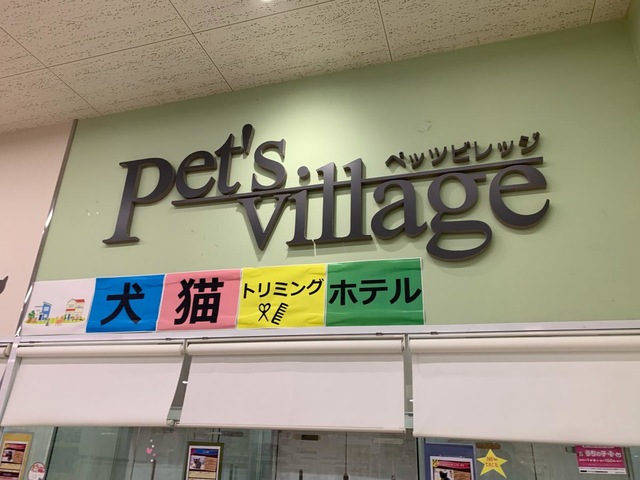 Pet's
village
ペッツビレッジ
犬
猫
トリミング
ホテル